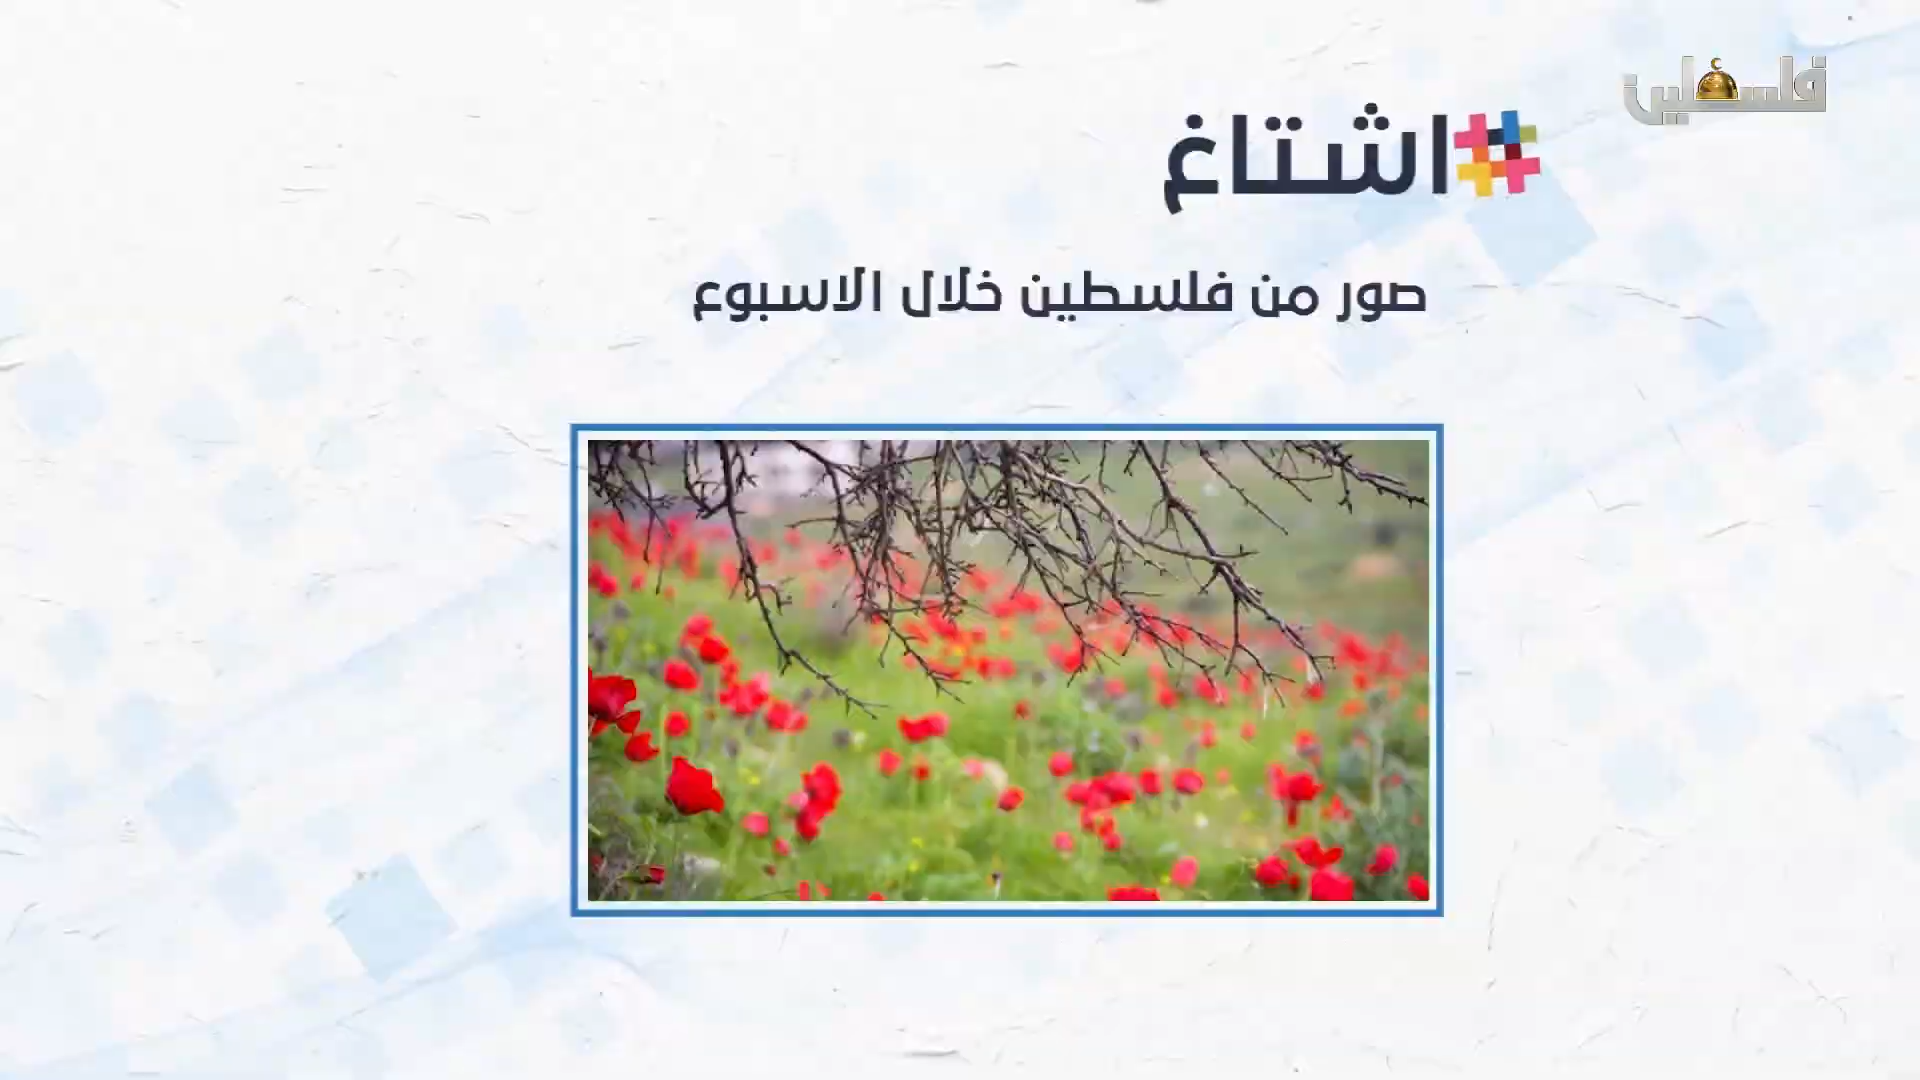 فلسطين
#اشتاغ
صور من فلسطين خلال الاسبوع